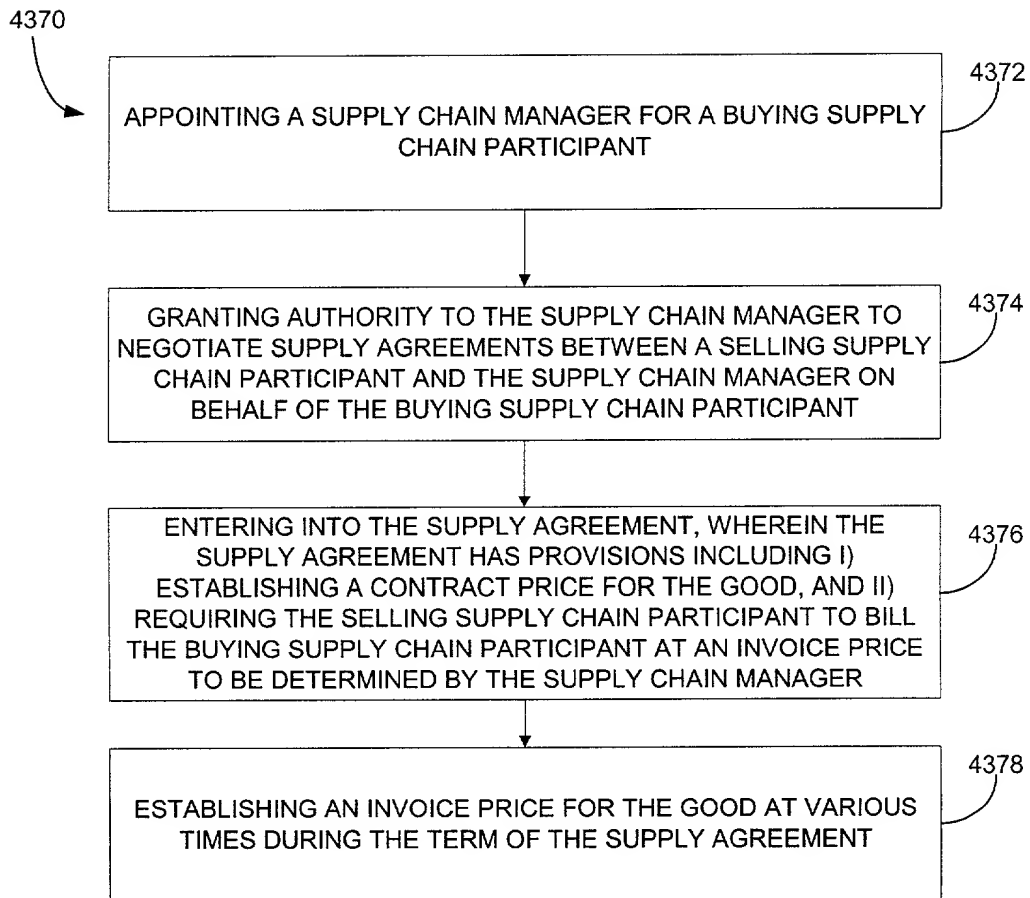 4370
4372
APPOINTING A SUPPLY CHAIN MANAGER FOR A BUYING SUPPLY
CHAIN PARTICIPANT
4374
GRANTING AUTHORITY TO THE SUPPLY CHAIN MANAGER TO
NEGOTIATE SUPPLY AGREEMENTS BETWEEN A SELLING SUPPLY
CHAIN PARTICIPANT AND THE SUPPLY CHAIN MANAGER ON
BEHALF OF THE BUYING SUPPLY CHAIN PARTICIPANT
4376
ENTERING INTO THE SUPPLY AGREEMENT, WHEREIN THE
SUPPLY AGREEMENT HAS PROVISIONS INCLUDING I)
ESTABLISHING A CONTRACT PRICE FOR THE GOOD, AND II)
REQUIRING THE SELLING SUPPLY CHAIN PARTICIPANT TO BILL
THE BUYING SUPPLY CHAIN PARTICIPANT AT AN INVOICE PRICE
TO BE DETERMINED BY THE SUPPLY CHAIN MANAGER
4378
ESTABLISHING AN INVOICE PRICE FOR THE GOOD AT VARIOUS
TIMES DURING THE TERM OF THE SUPPLY AGREEMENT